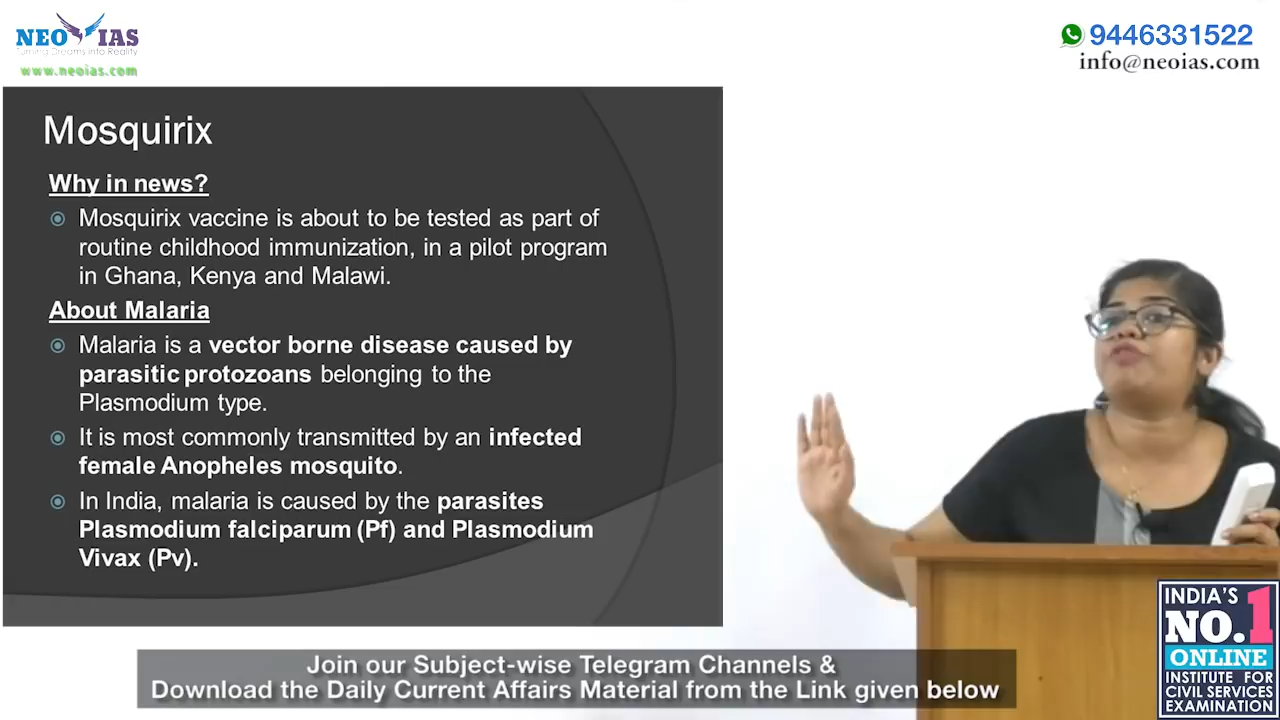 NEO IAS
Turning Dreams into Reality
www.neoias.com
9446331522
info@neoias.com
Mosquirix
Why in news?
Mosquirix vaccine is about to be tested as part of
routine childhood immunization, in a pilot program
in Ghana, Kenya and Malawi.
About Malaria
Malaria is a vector borne disease caused by
parasitic protozoans belonging to the
Plasmodium type.
It is most commonly transmitted by an infected
female Anopheles mosquito.
In India, malaria is caused by the parasites
Plasmodium falciparum (Pf) and Plasmodium
Vivax (Pv).
INDIA'S
NO.1
ONLINE
INSTITUTE FOR
CIVIL SERVICES
EXAMINATION
Join our Subject-wise Telegram Channels &
Download the Daily Current Affairs Material from the Link given below